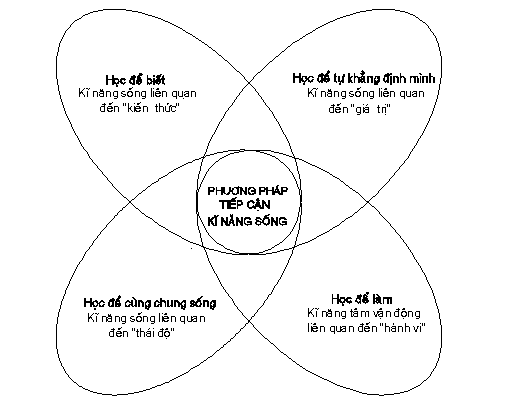 Học để biết
Kĩ năng sống liên quan
đến "kiến thức"
Học để tự khẳng định mình
Kĩ năng sống liên quan
đến "giá trị"
PHƯƠNG PHÁP
TIẾP CẬN
KĨ NĂNG SỐNG
Học để cùng chung sống
Kĩ năng sống liên quan
đến "thái độ"
Học để làm
Kĩ năng tâm vận động
liên quan đến "hành vi"